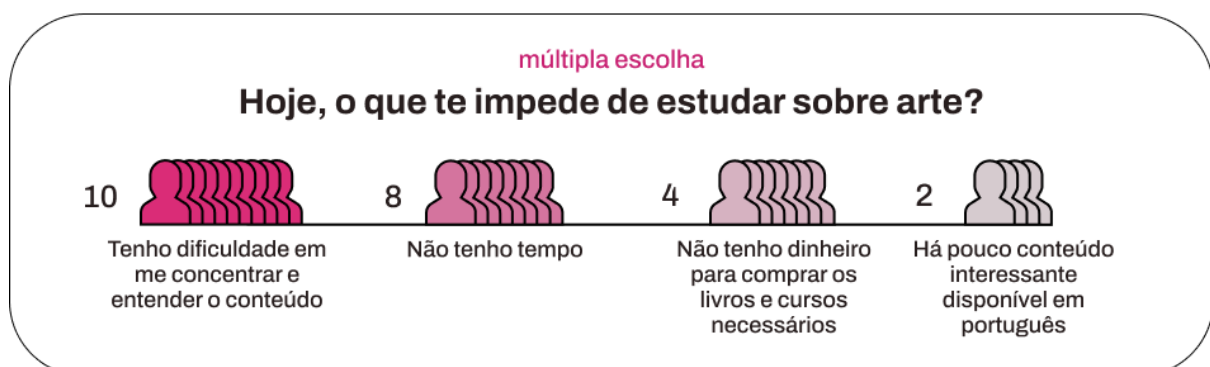 múltipla escolha
Hoje, o que te impede de estudar sobre arte?
10
Tenho dificuldade em
me concentrar e
entender o conteúdo
8
Não tenho tempo
4
Não tenho dinheiro
para comprar os
livros e cursos
necessários
2
Há pouco conteúdo
interessante
disponível em
português